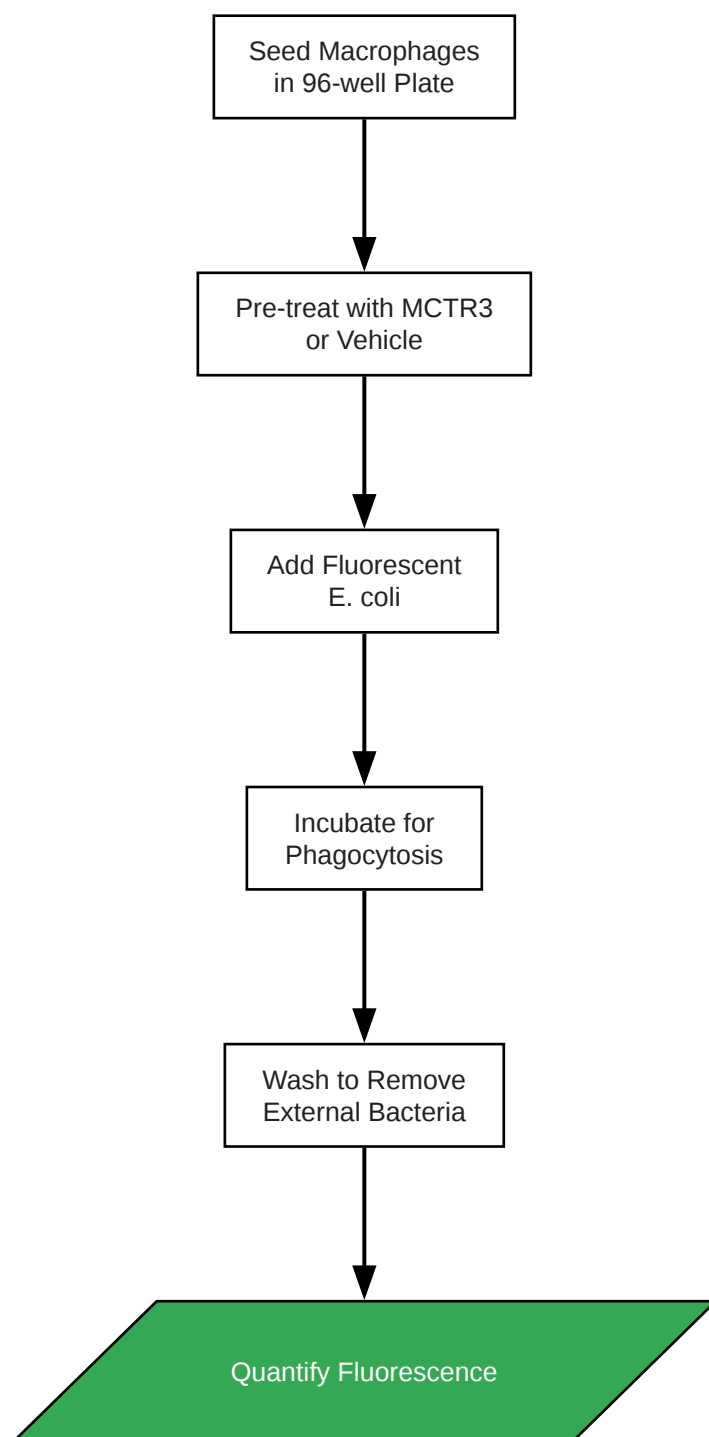 Seed Macrophages
in 96-well Plate
Pre-treat with MCTR3
or Vehicle
Add Fluorescent
E. coli
Incubate for
Phagocytosis
Wash to Remove
External Bacteria
Quantify Fluorescence